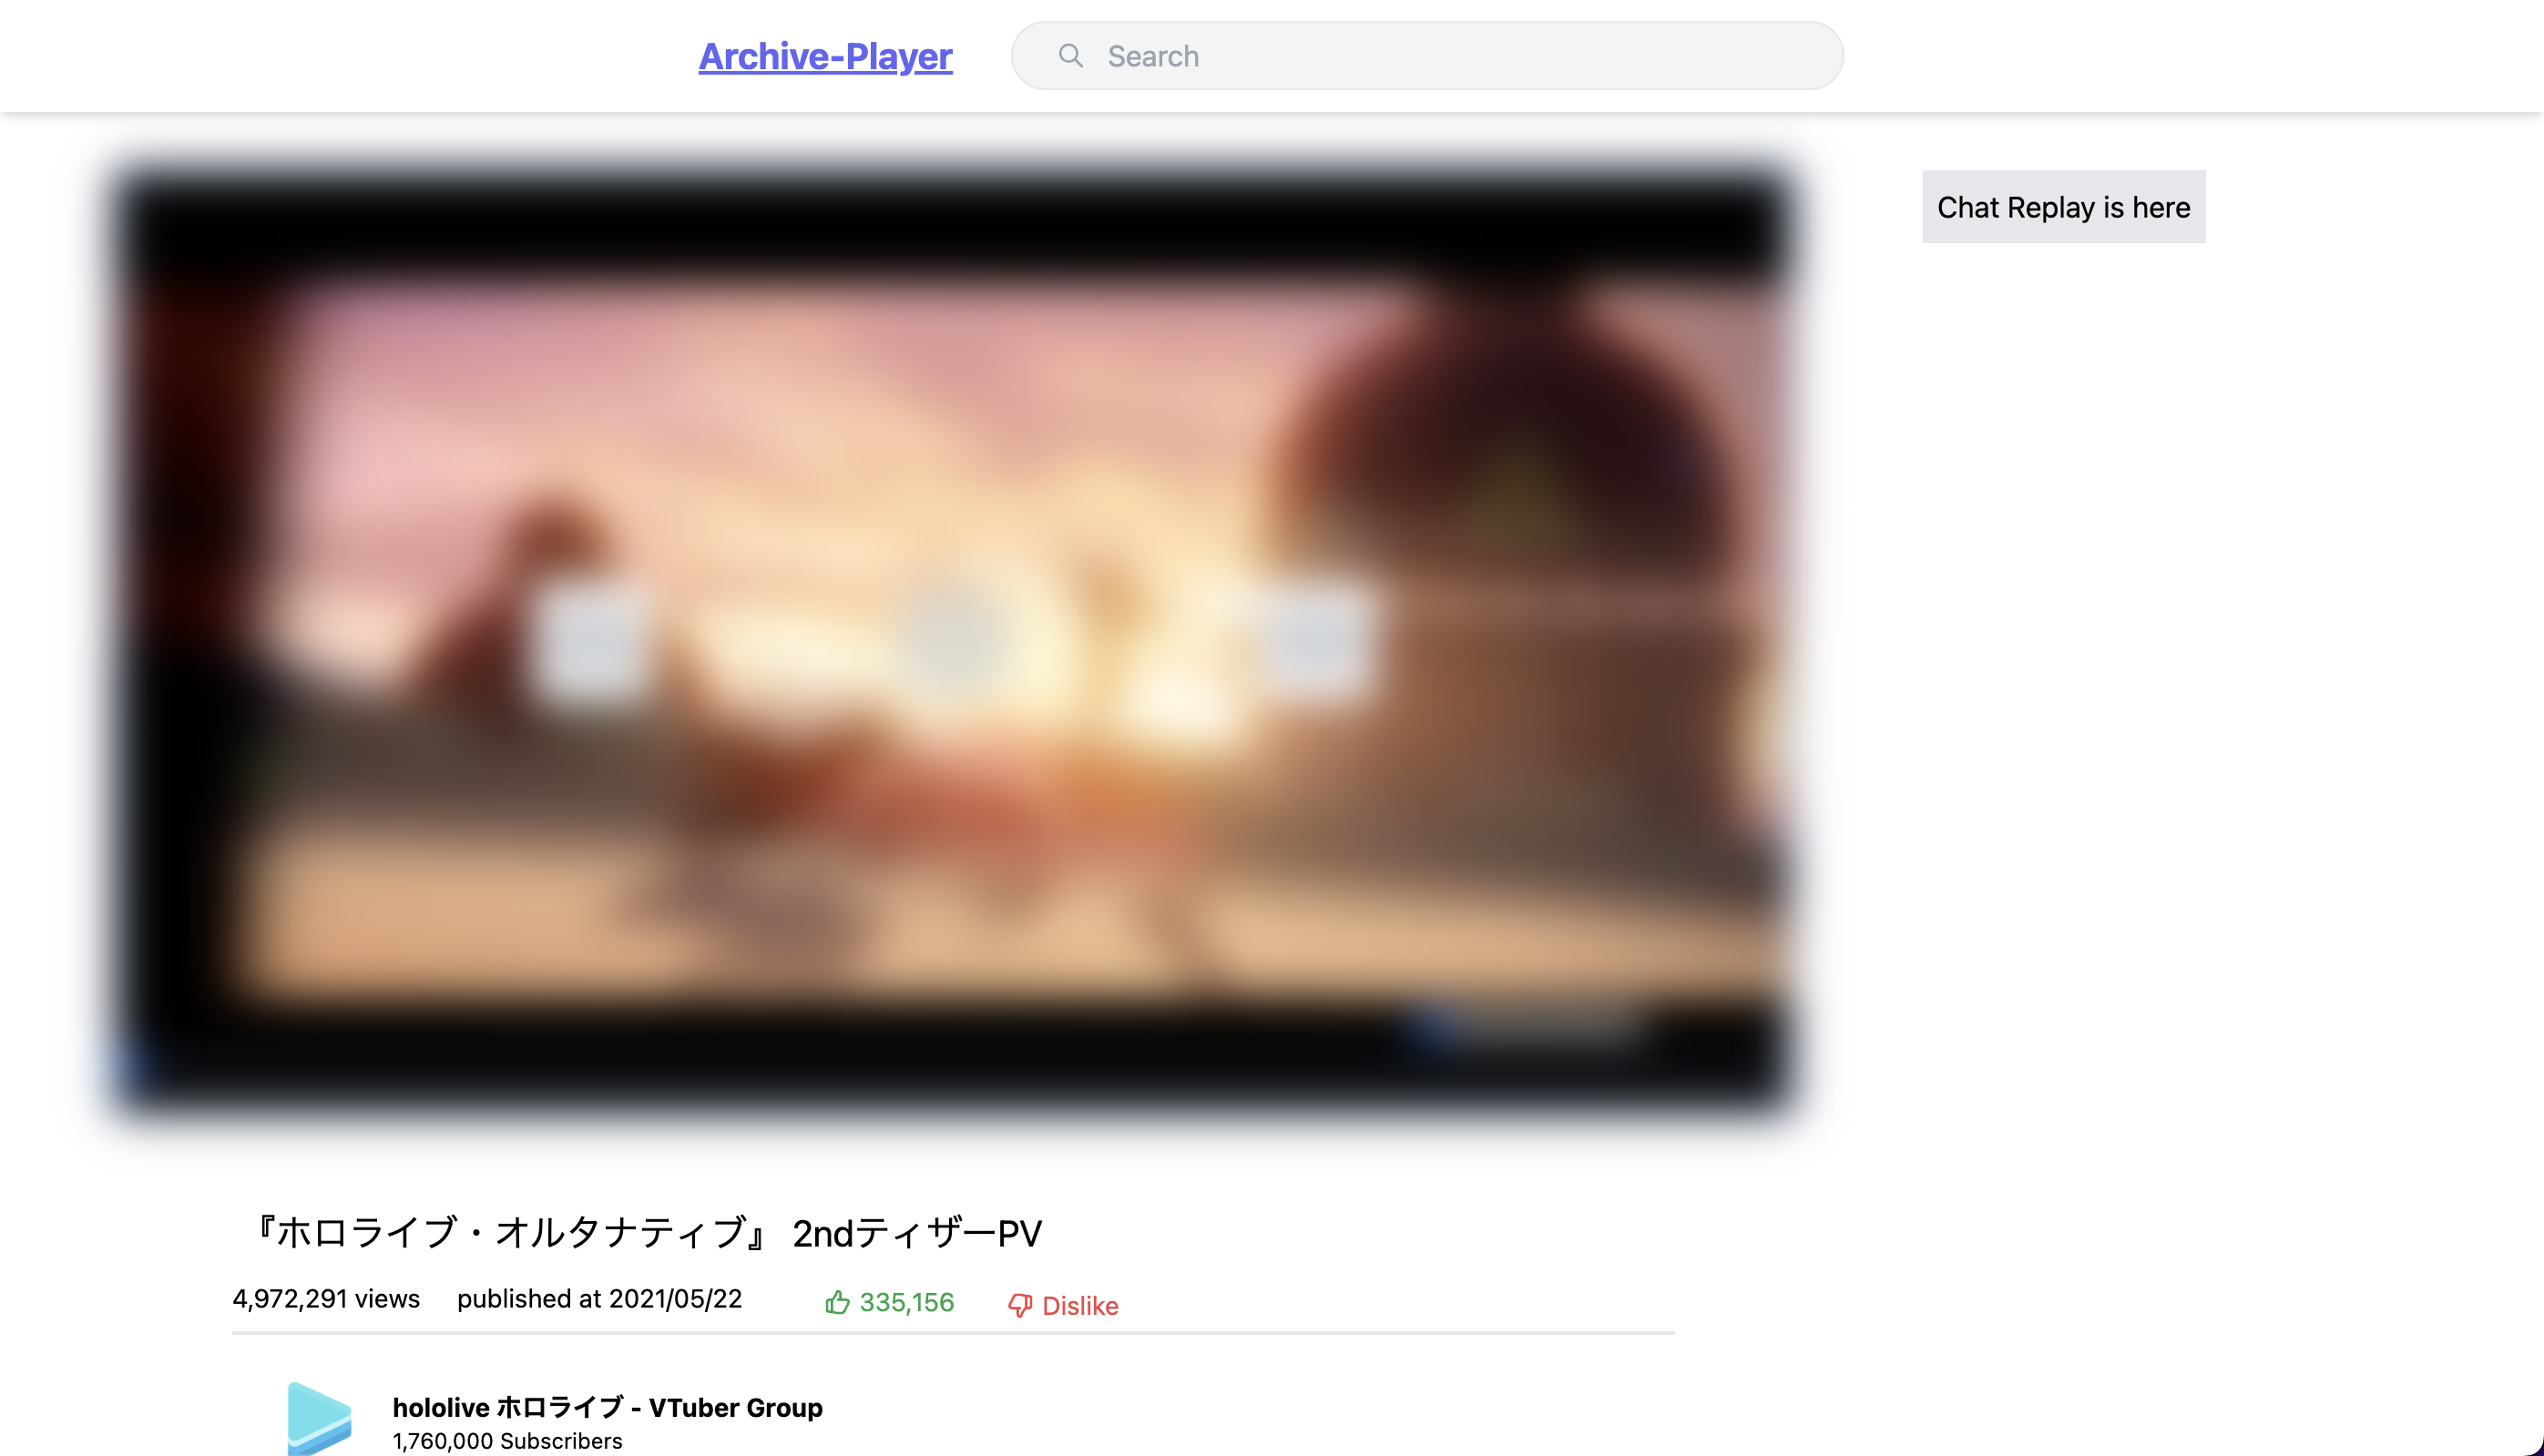 Archive-Player
Search
Chat Replay is here
『ホロライブ・オルタナティブ』 2ndティザーPV
4,972,291 views published at 2021/05/22 335,156 Dislike
hololive ホロライブ - VTuber Group
1,760,000 Subscribers